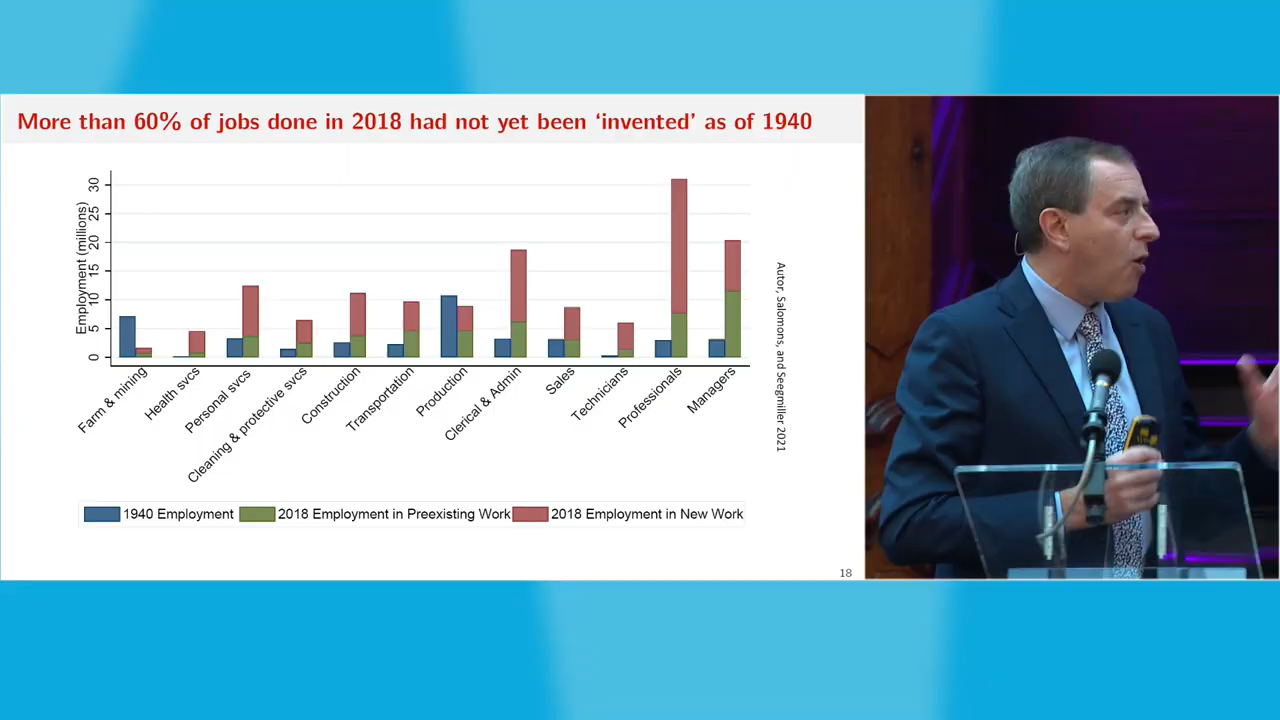 More than 60% of jobs done in 2018 had not yet been ‘invented’ as of 1940
Employment (millions)
30
25
20
15
10
5
0
Farm & mining
Health svcs
Personal svcs
Cleaning & protective svcs
Construction
Transportation
Production
Clerical & Admin
Sales
Technicians
Professionals
Managers
Autor, Salomons, and Seegmiller 2021
1940 Employment
2018 Employment in Preexisting Work
2018 Employment in New Work
18